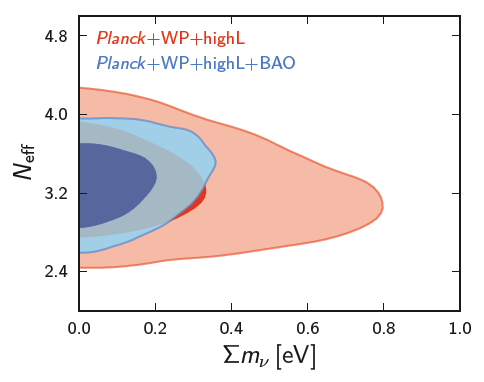 Planck+WP+highL
Planck+WP+highL+BAO
4.8
4.0
3.2
2.4
N_eff
0.0 0.2 0.4 0.6 0.8 1.0
Σm_ν [eV]